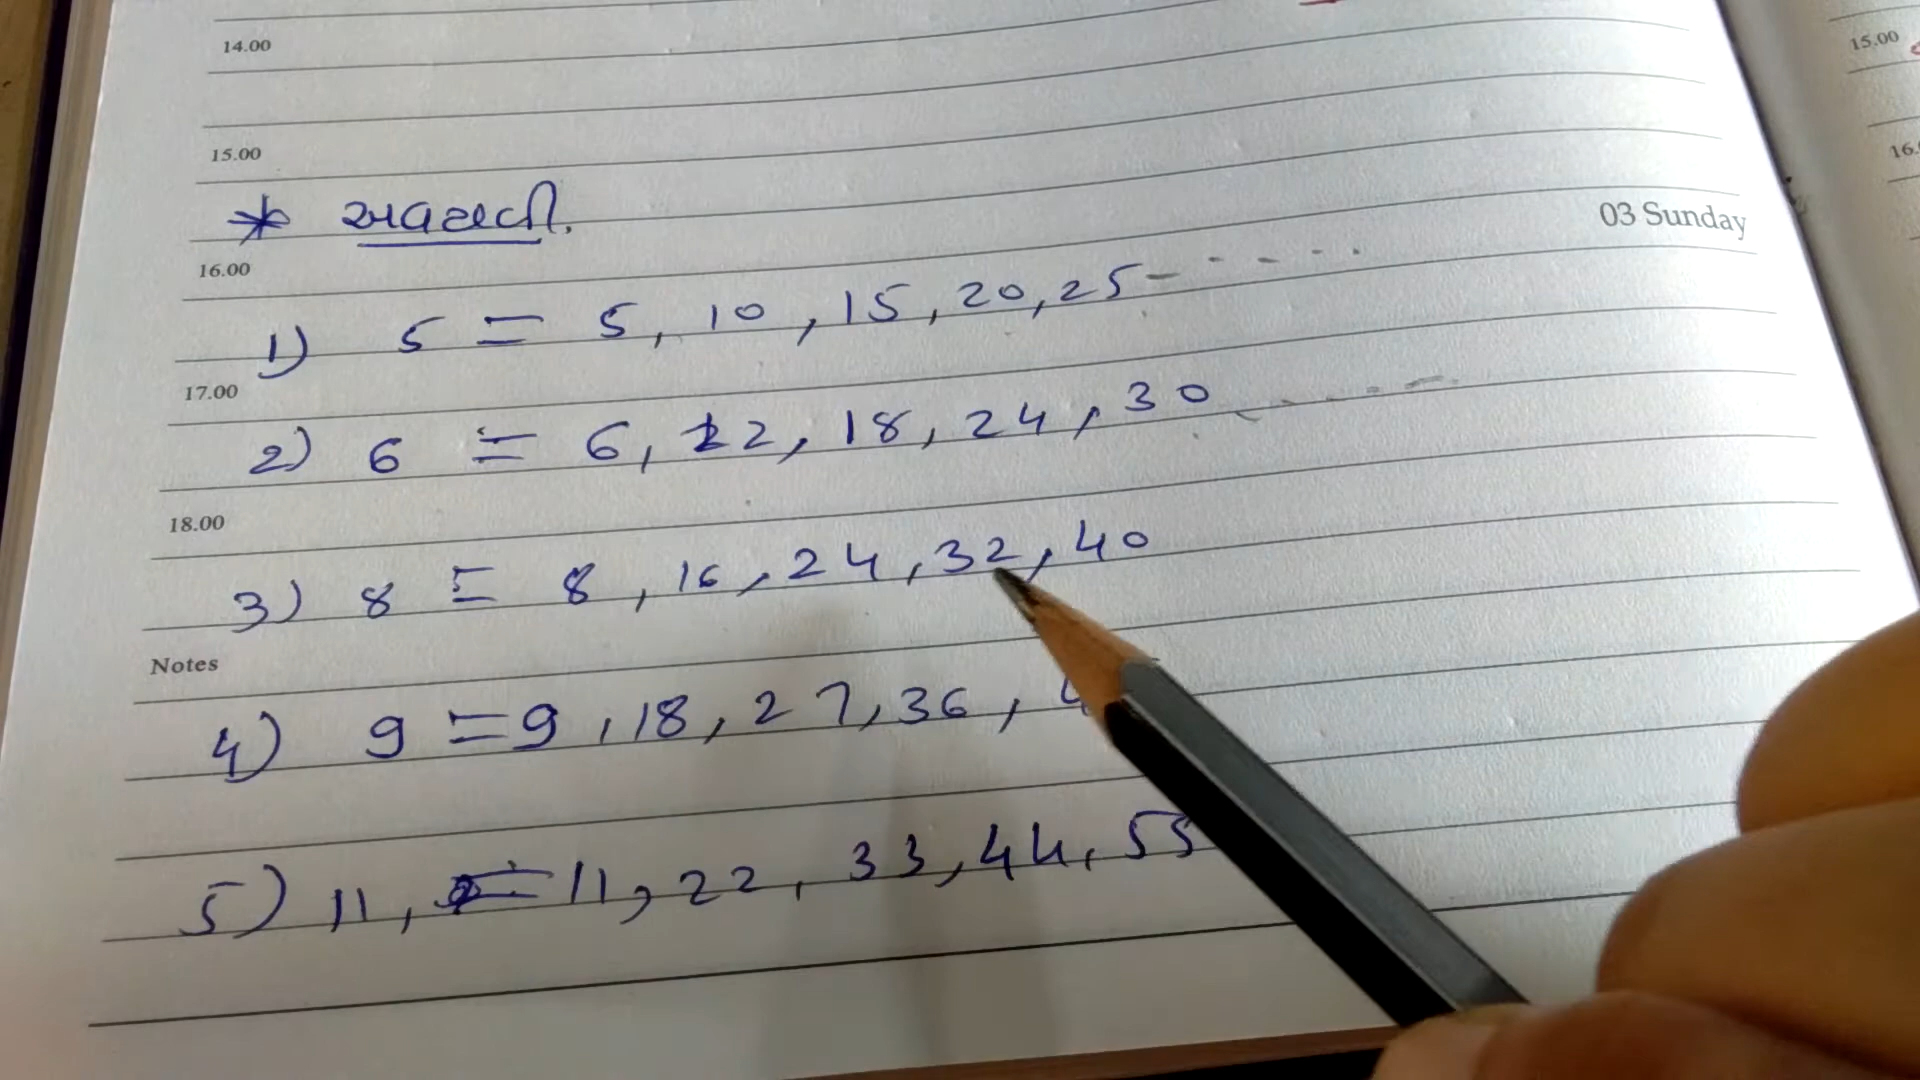 14.00
15.00
15.00
* અવયવી.
16.00
03 Sunday
1) 5 = 5, 10, 15, 20, 25 - - - - - -
17.00
2) 6 = 6, 12, 18, 24, 30 - - - - -
18.00
3) 8 = 8, 16, 24, 32, 40
Notes
4) 9 = 9, 18, 27, 36, 4
5) 11, = 11, 22, 33, 44, 55